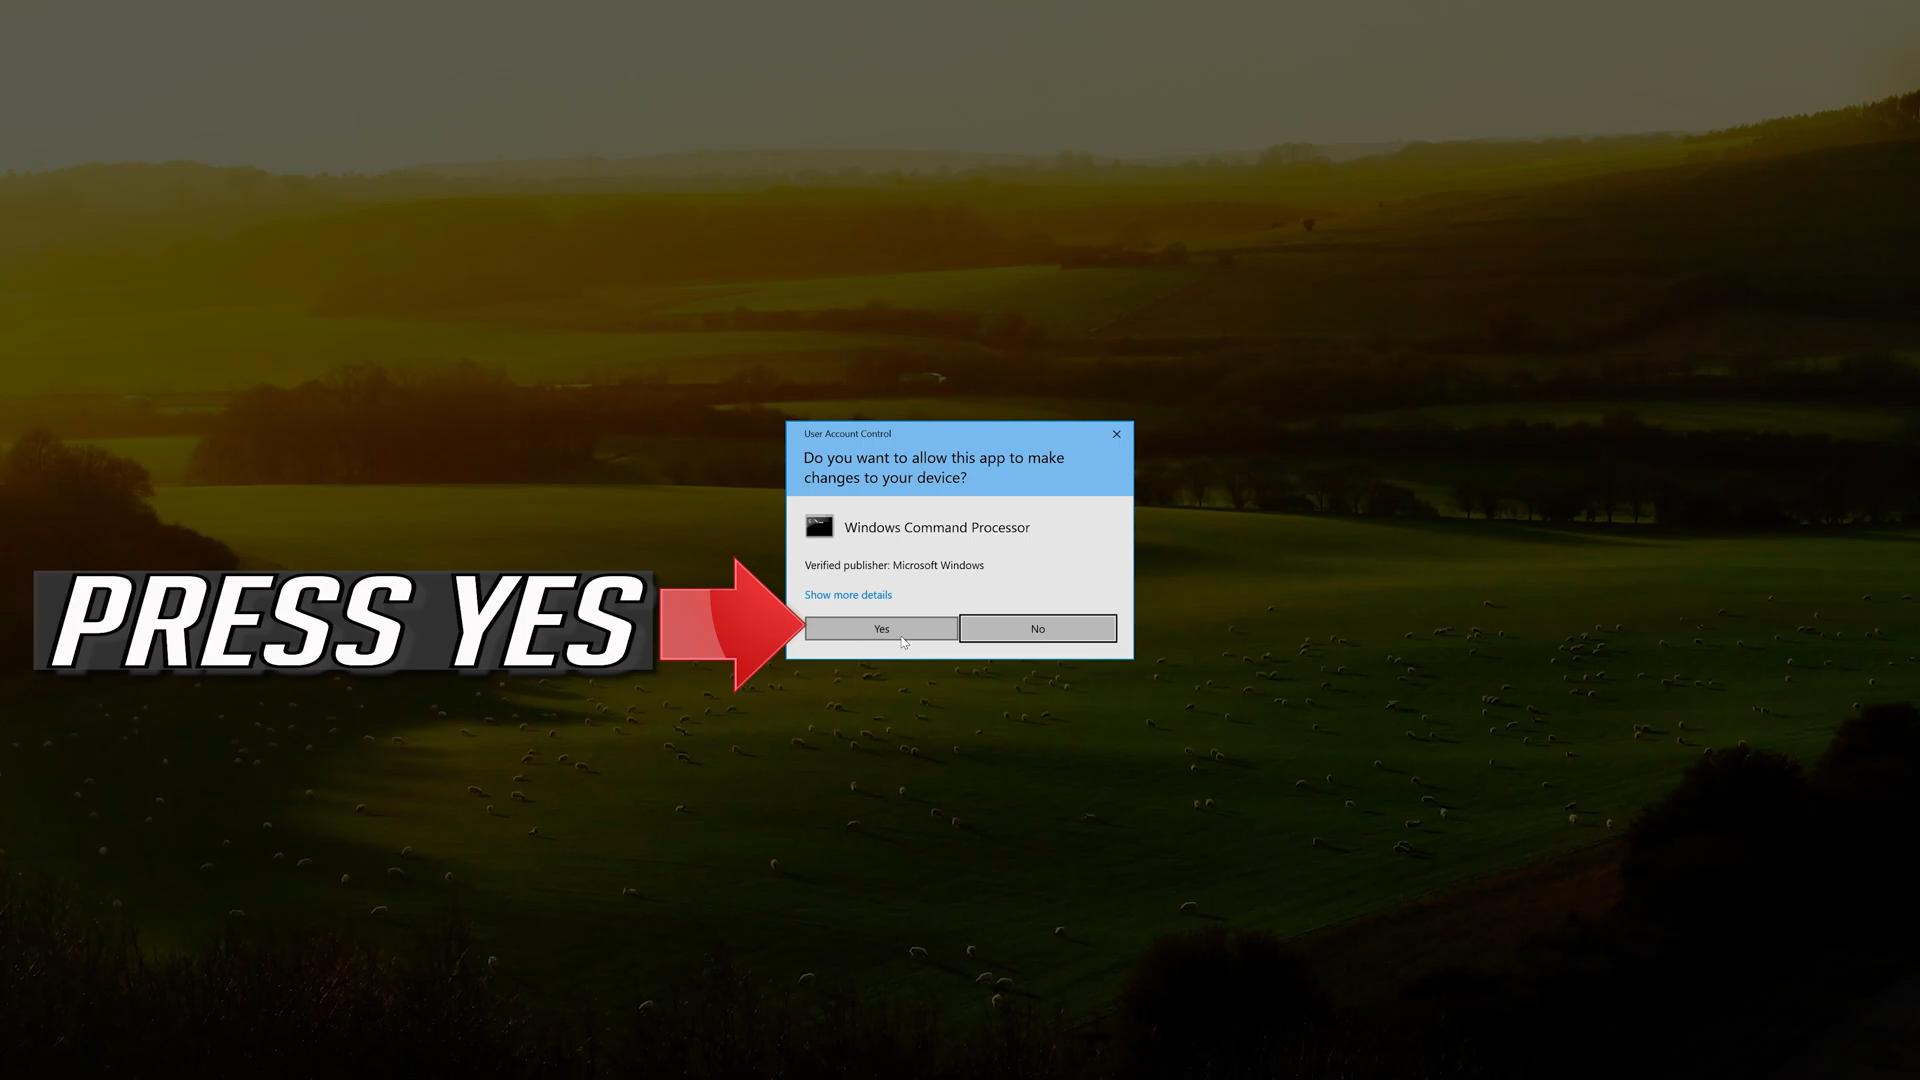 User Account Control
Do you want to allow this app to make
changes to your device?
Windows Command Processor
Verified publisher: Microsoft Windows
Show more details
PRESS YES
Yes
No